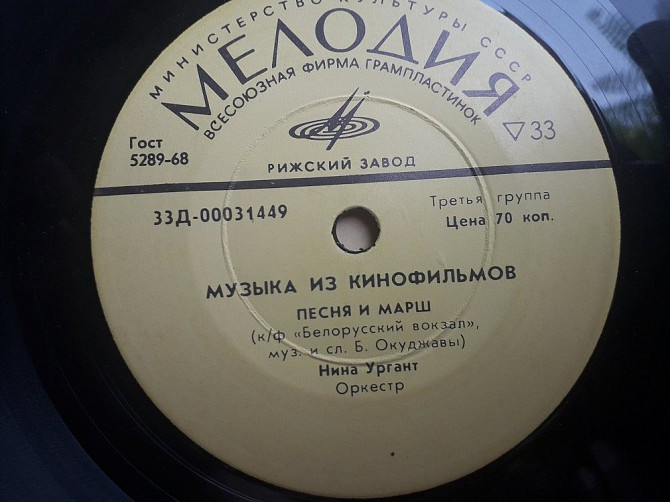 МИНИСТЕРСТВО КУЛЬТУРЫ СССР
МЕЛОДИЯ
ВСЕСОЮЗНАЯ ФИРМА ГРАМПЛАСТИНОК
Гост
5289-68
▽33
РИЖСКИЙ ЗАВОД
33Д-00031449
Третья группа
Цена 70 коп.
МУЗЫКА ИЗ КИНОФИЛЬМОВ
ПЕСНЯ И МАРШ
(к/ф «Белорусский вокзал»,
муз. и сл. Б. Окуджавы)
Нина Ургант
Оркестр